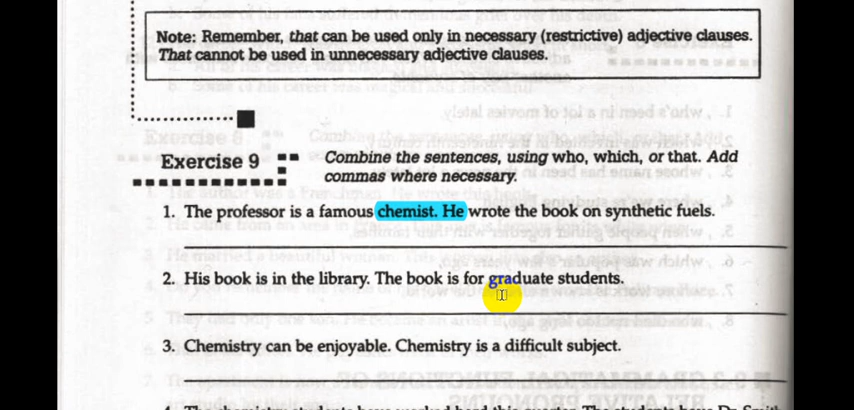 Note: Remember, that can be used only in necessary (restrictive) adjective clauses.
That cannot be used in unnecessary adjective clauses.
Exercise 9
Combine the sentences, using who, which, or that. Add
commas where necessary.
1. The professor is a famous chemist. He wrote the book on synthetic fuels.
2. His book is in the library. The book is for graduate students.
3. Chemistry can be enjoyable. Chemistry is a difficult subject.